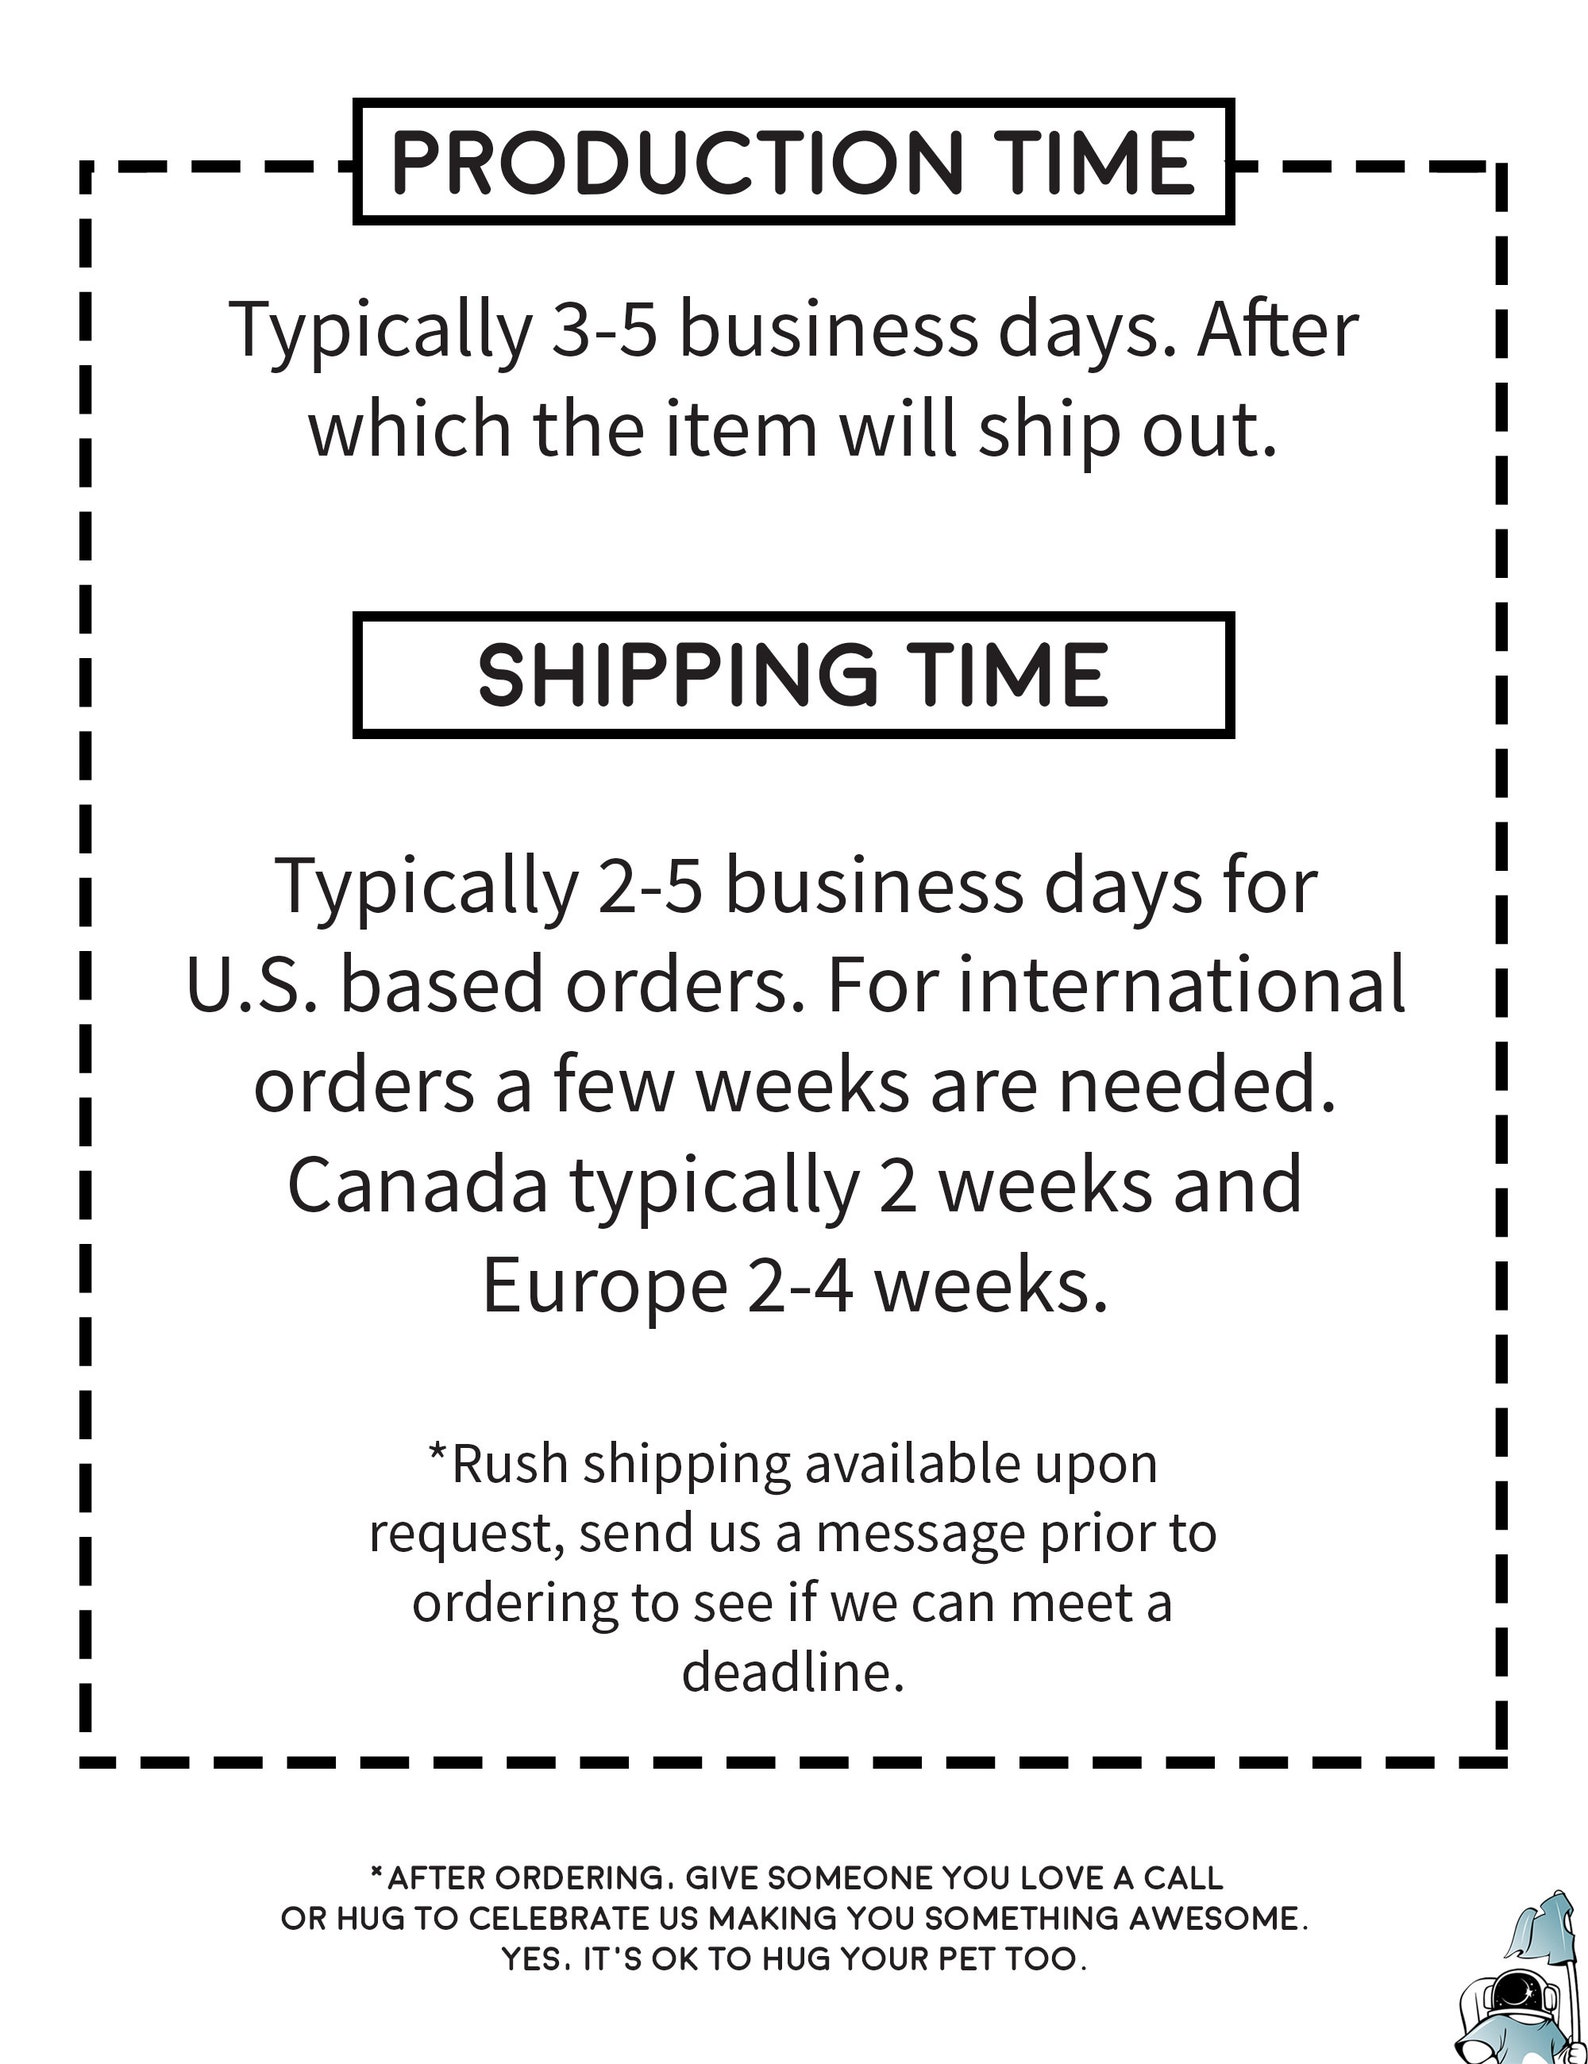 PRODUCTION TIME
Typically 3-5 business days. After
which the item will ship out.
SHIPPING TIME
Typically 2-5 business days for
U.S. based orders. For international
orders a few weeks are needed.
Canada typically 2 weeks and
Europe 2-4 weeks.
*Rush shipping available upon
request, send us a message prior to
ordering to see if we can meet a
deadline.
*AFTER ORDERING, GIVE SOMEONE YOU LOVE A CALL
OR HUG TO CELEBRATE US MAKING YOU SOMETHING AWESOME.
YES, IT'S OK TO HUG YOUR PET TOO.